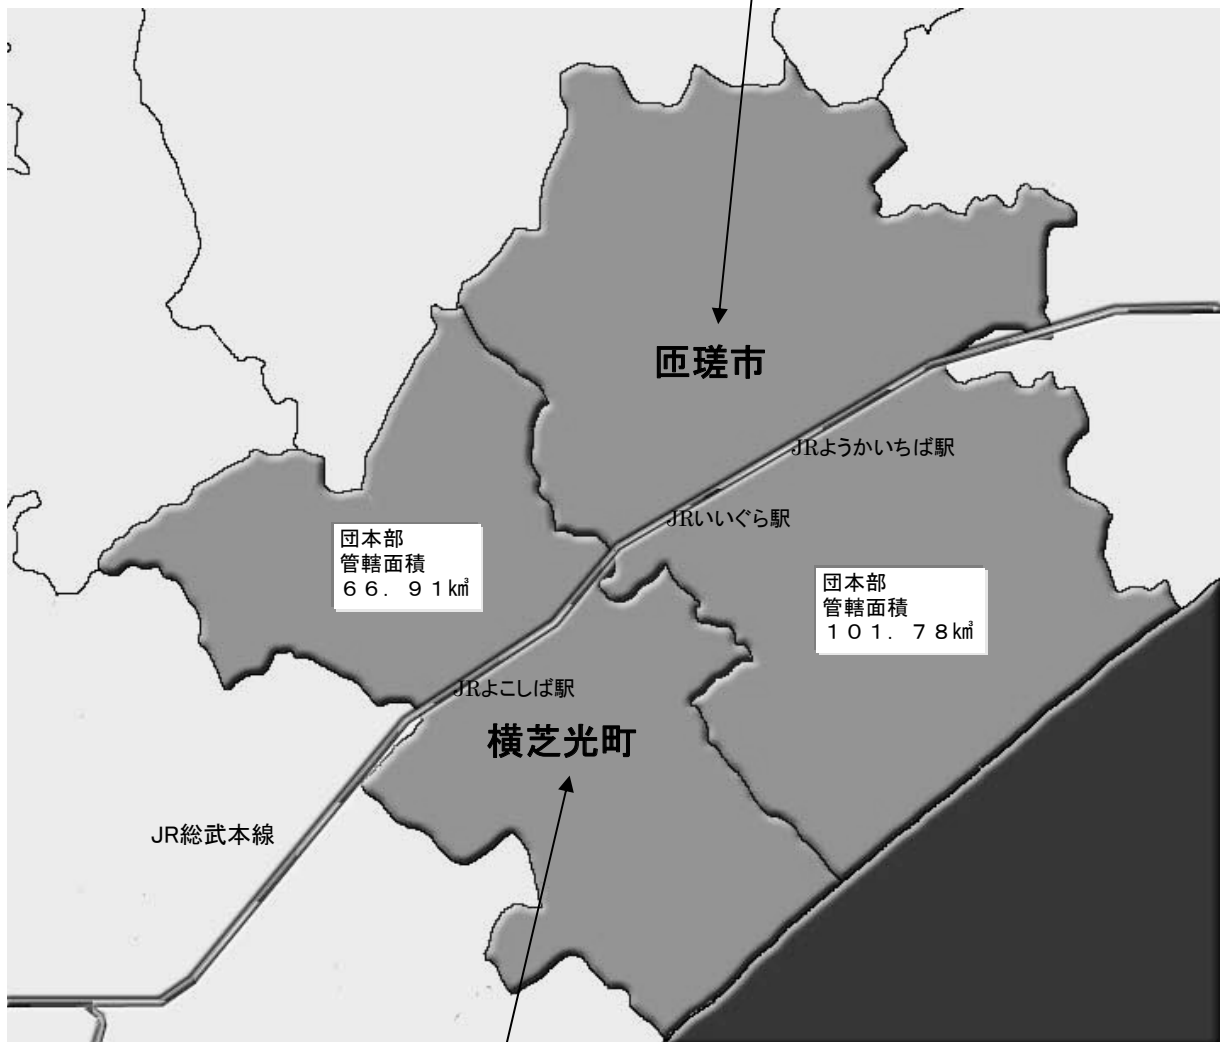 匝瑳市
JRようかいちば駅
JRいいぐら駅
団本部
管轄面積
６６．９１㎢
団本部
管轄面積
１０１．７８㎢
JRよこしば駅
横芝光町
JR総武本線